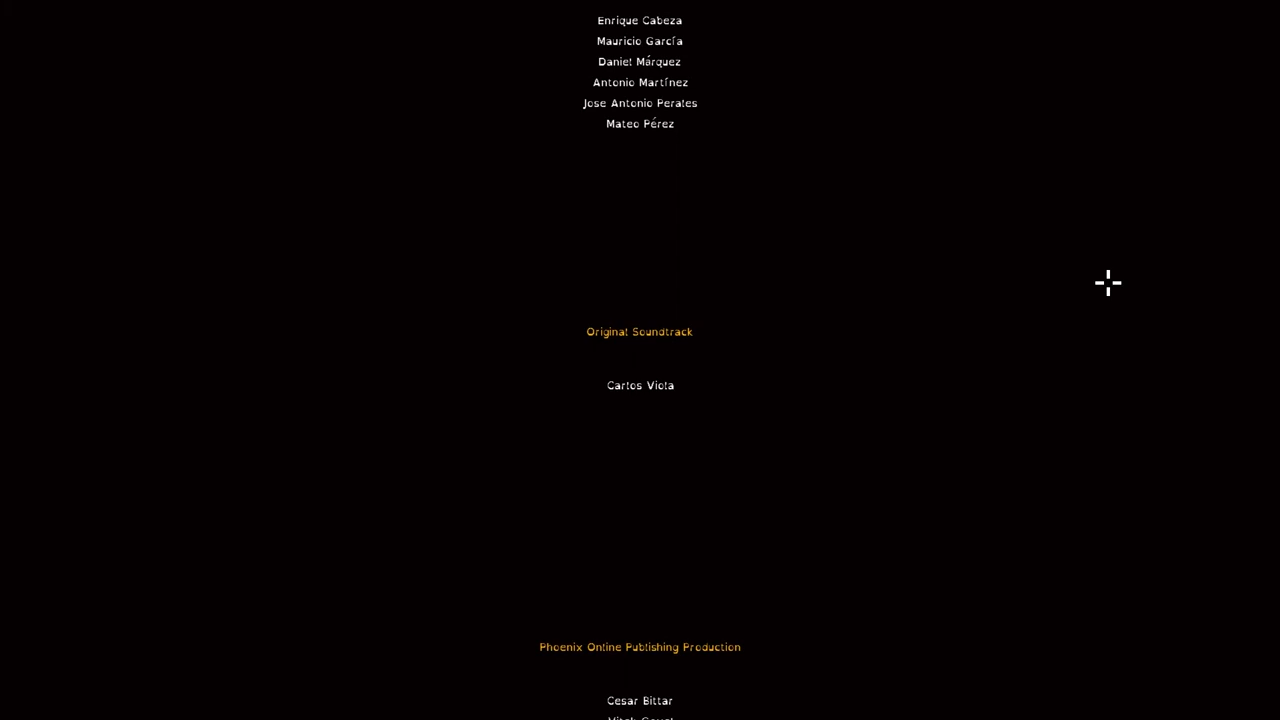 Enrique Cabeza
Mauricio García
Daniel Márquez
Antonio Martínez
Jose Antonio Perales
Mateo Pérez
Original Soundtrack
Carlos Viola
Phoenix Online Publishing Production
Cesar Bittar